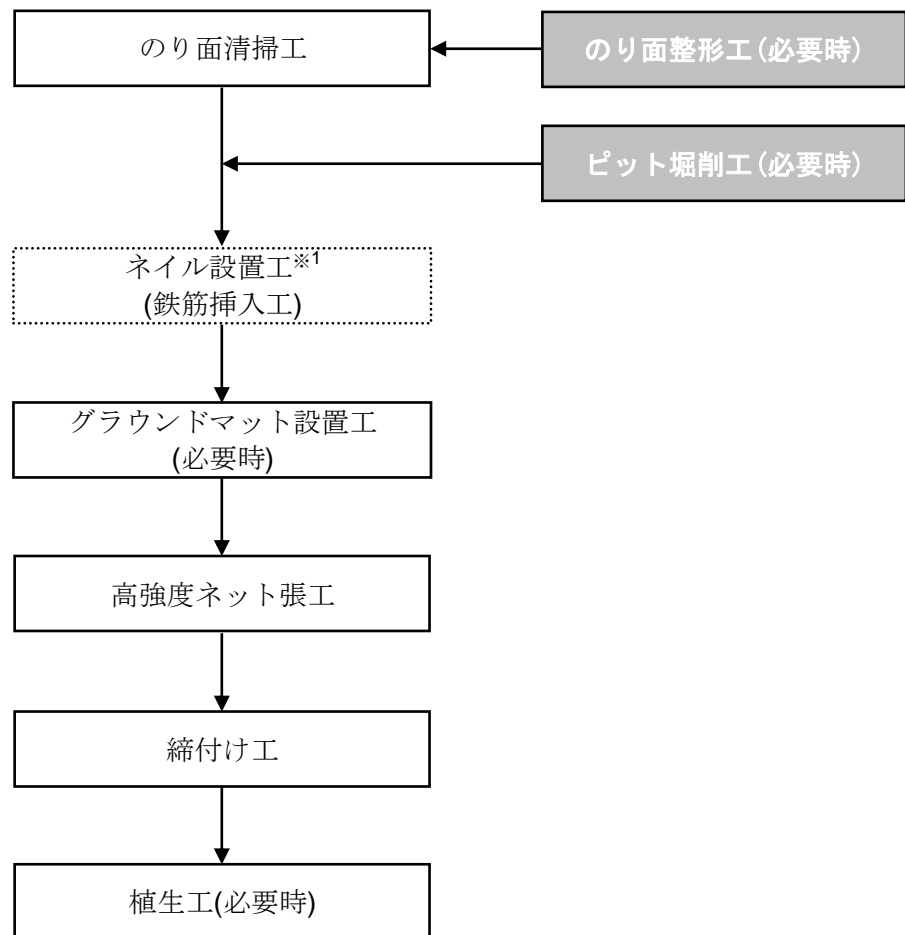 のり面清掃工
のり面整形工(必要時)
ピット堀削工(必要時)
ネイル設置工※1
(鉄筋挿入工)
グラウンドマット設置工
(必要時)
高強度ネット張工
締付け工
植生工(必要時)